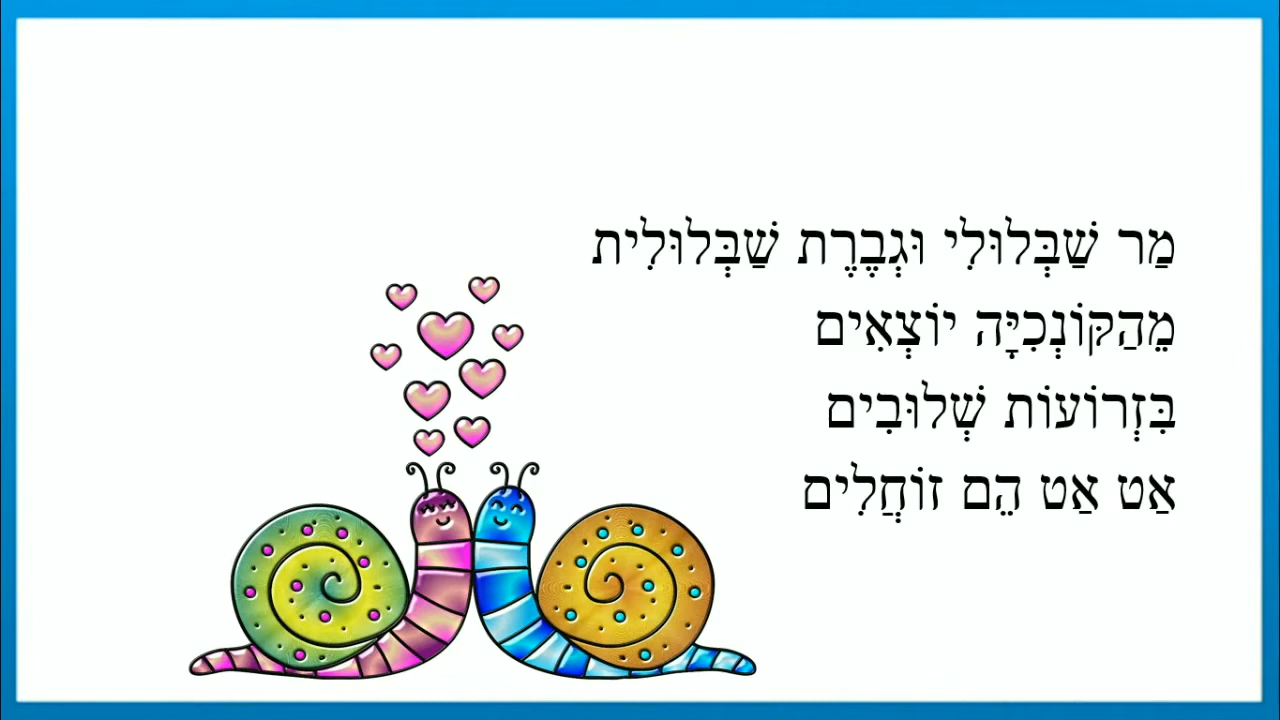 מַר שַׁבְּלוּלִי וּגְבֶרֶת שַׁבְּלוּלִית
מֵהַקּוֹנְכִיָּה יוֹצְאִים
בִּזְרוֹעוֹת שְׁלוּבִים
אַט אַט הֵם זוֹחֲלִים